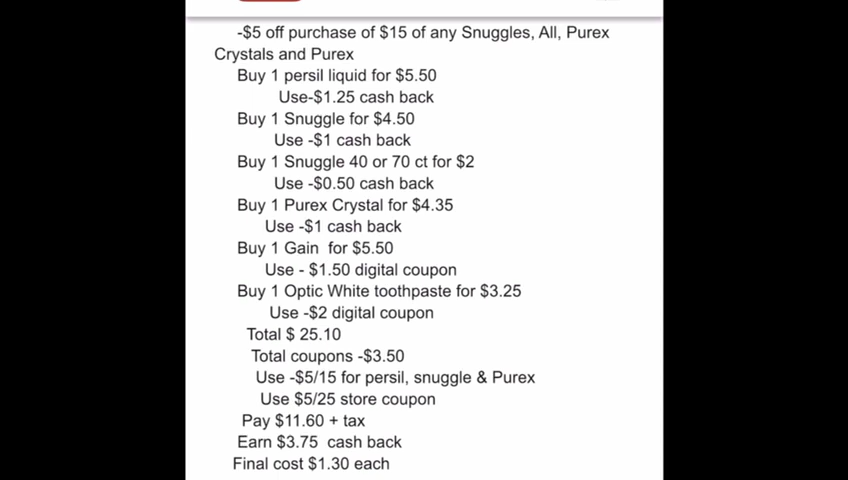 -$5 off purchase of $15 of any Snuggles, All, Purex
Crystals and Purex
Buy 1 persil liquid for $5.50
Use-$1.25 cash back
Buy 1 Snuggle for $4.50
Use -$1 cash back
Buy 1 Snuggle 40 or 70 ct for $2
Use -$0.50 cash back
Buy 1 Purex Crystal for $4.35
Use -$1 cash back
Buy 1 Gain  for $5.50
Use - $1.50 digital coupon
Buy 1 Optic White toothpaste for $3.25
Use -$2 digital coupon
Total $ 25.10
Total coupons -$3.50
Use -$5/15 for persil, snuggle & Purex
Use $5/25 store coupon
Pay $11.60 + tax
Earn $3.75  cash back
Final cost $1.30 each